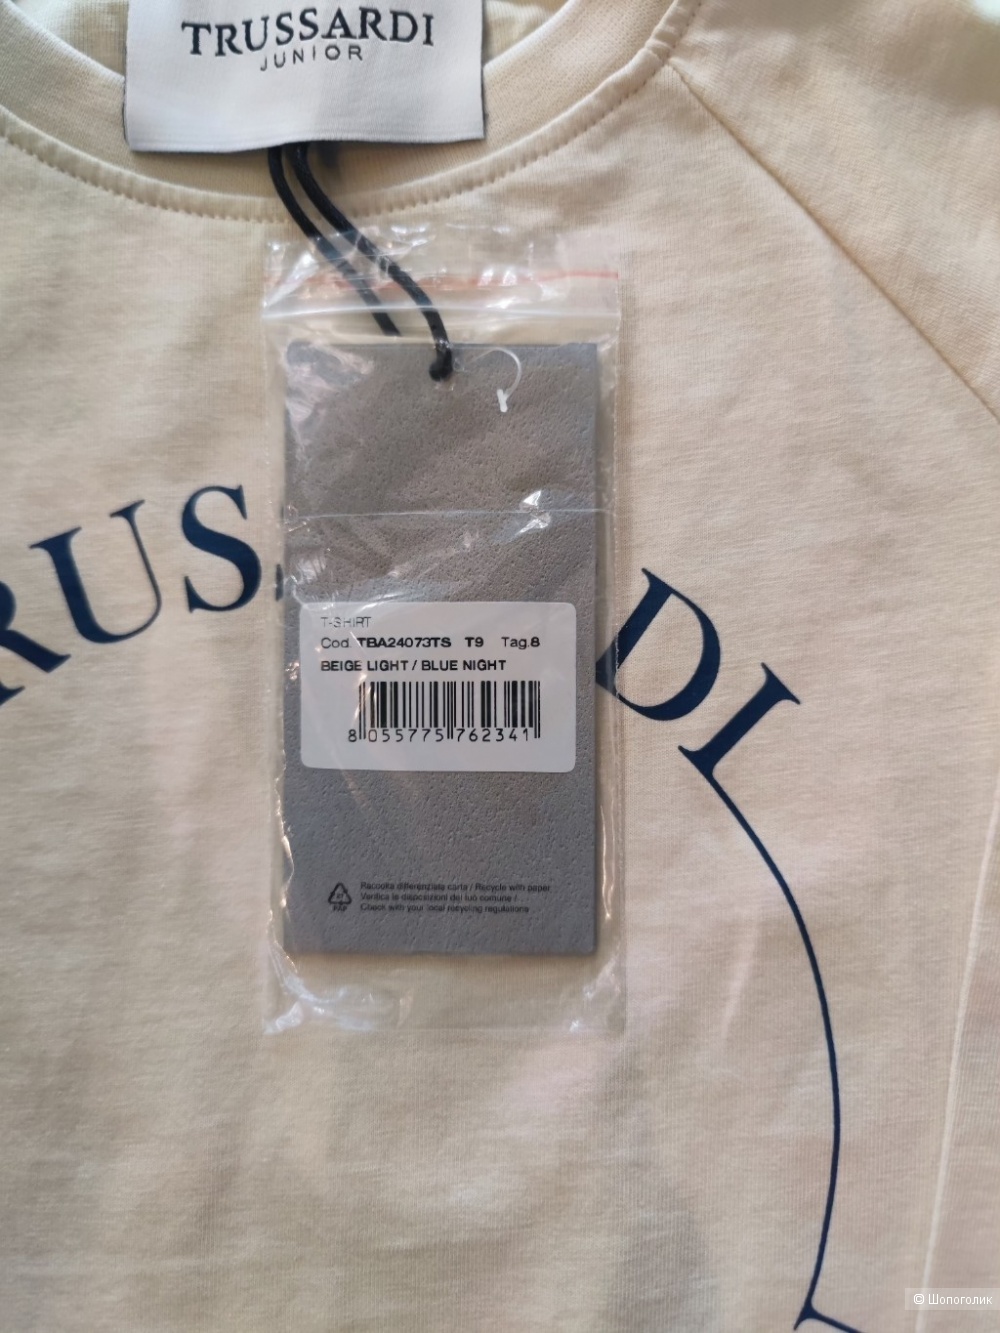 TRUSSARDI
JUNIOR
RUS
DI
T-SHIRT
Cod. TBA24073TS T9 Tag.8
BEIGE LIGHT / BLUE NIGHT
8 055775 762341
Raccolta differenziata carta / Recycle with paper
Verifica le disposizioni del tuo comune /
Check with your local recycling regulations
PAP
© Шопоголик